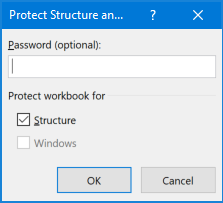 Protect Structure an... ? ×
Password (optional):
Protect workbook for
Structure
Windows
OK Cancel